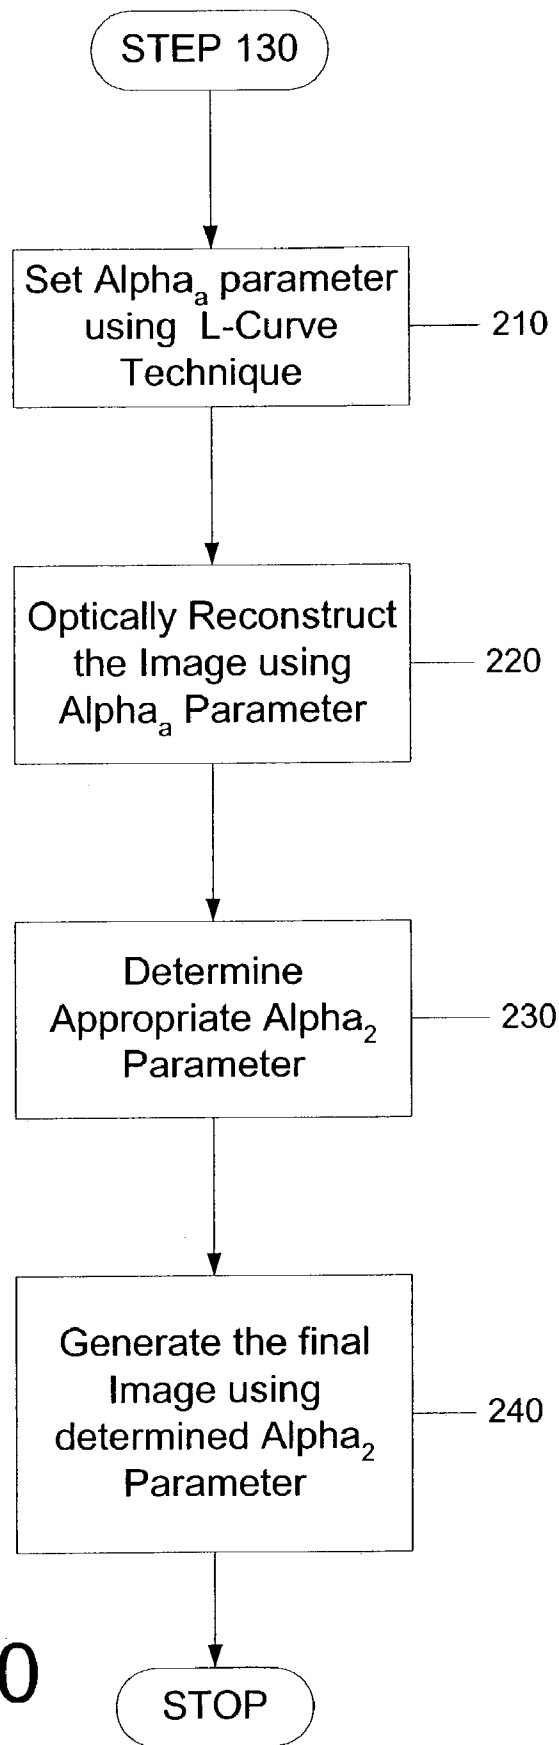 STEP 130
Set Alphaₐ parameter
using L-Curve
Technique
210
Optically Reconstruct
the Image using
Alphaₐ Parameter
220
Determine
Appropriate Alpha₂
Parameter
230
Generate the final
Image using
determined Alpha₂
Parameter
240
0
STOP